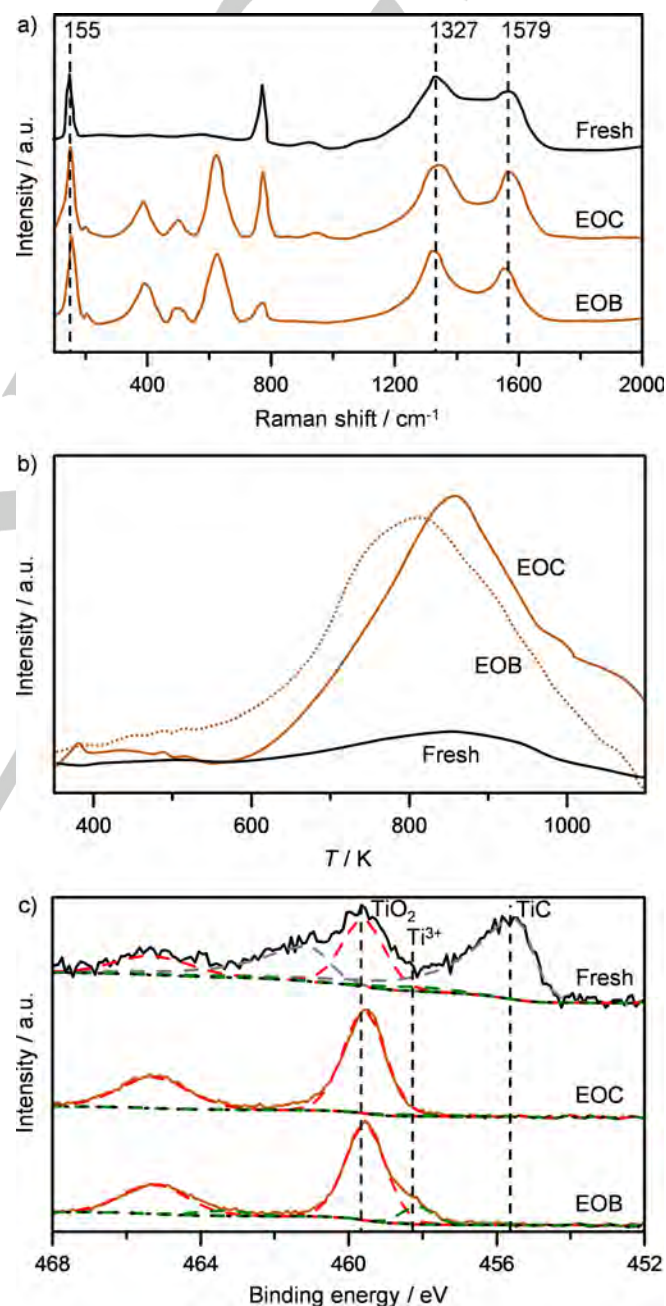 a)
155
1327
1579
Fresh
EOC
EOB
Intensity / a.u.
400
800
1200
1600
2000
Raman shift / cm⁻¹
b)
EOC
EOB
Fresh
Intensity / a.u.
400
600
800
1000
T / K
c)
TiO₂
Ti³⁺
TiC
Fresh
EOC
EOB
Intensity / a.u.
468
464
460
456
452
Binding energy / eV